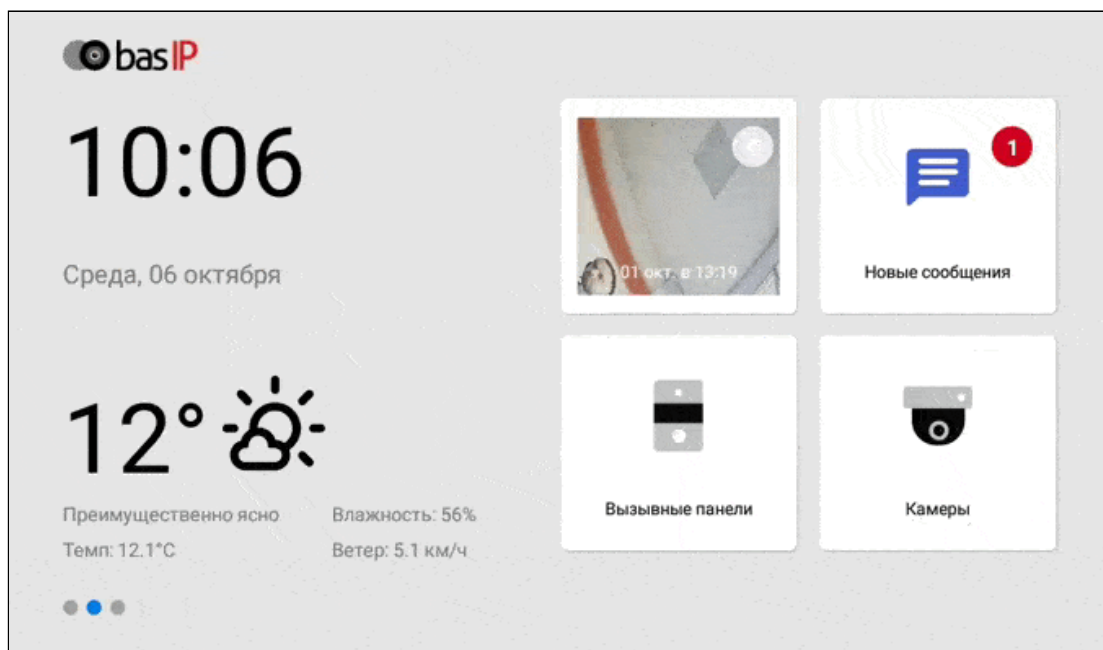 bas IP
10:06
Среда, 06 октября
12°
Преимущественно ясно
Влажность: 56%
Темп: 12.1°C
Ветер: 5.1 км/ч
01 окт. в 13:19
1
Новые сообщения
Вызывные панели
Камеры